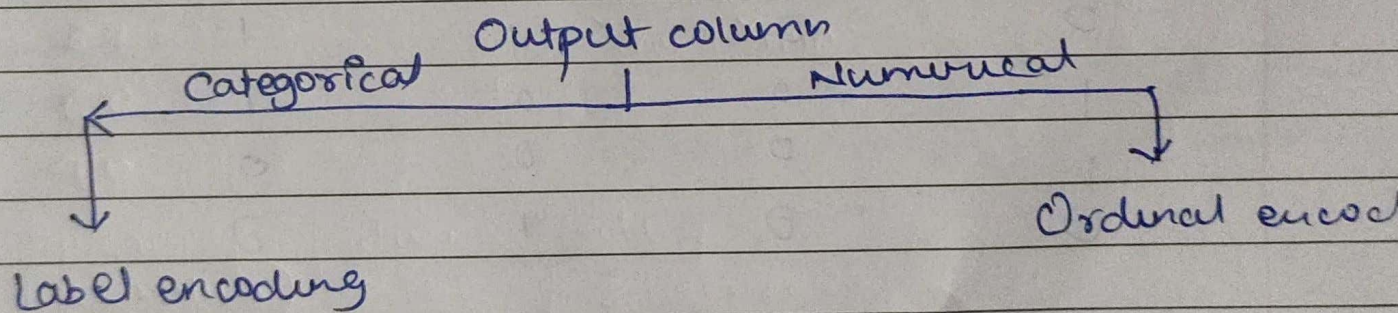 Output column
Categorical
Numerical
Ordinal encod
Label encoding